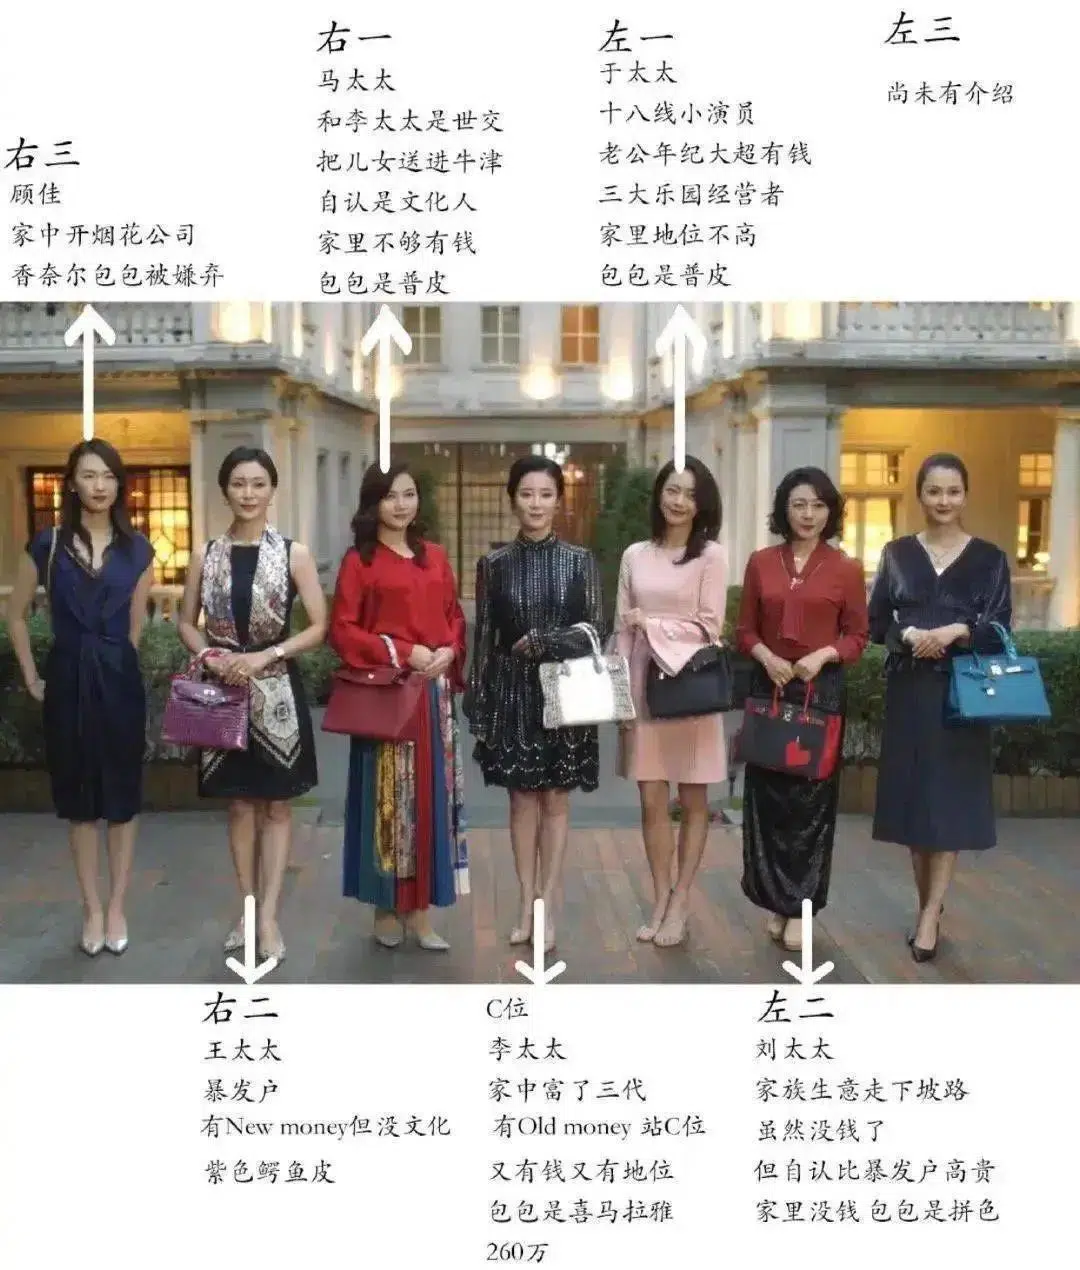 右三
顾佳
家中开烟花公司
香奈尔包包被嫌弃
右一
马太太
和李太太是世交
把儿女送进牛津
自认是文化人
家里不够有钱
包包是普皮
左一
于太太
十八线小演员
老公年纪大超有钱
三大乐园经营者
家里地位不高
包包是普皮
左三
尚未有介绍
右二
王太太
暴发户
有New money但没文化
紫色鳄鱼皮
C位
李太太
家中富了三代
有Old money 站C位
又有钱又有地位
包包是喜马拉雅
260万
左二
刘太太
家族生意走下坡路
虽然没钱了
但自认比暴发户高贵
家里没钱 包包是拼色